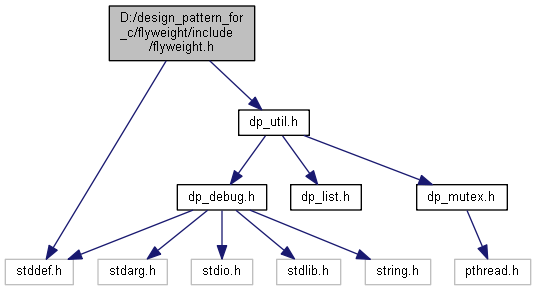 D:/design_pattern_for
_c/flyweight/include
/flyweight.h
dp_util.h
dp_debug.h
dp_list.h
dp_mutex.h
stddef.h
stdarg.h
stdio.h
stdlib.h
string.h
pthread.h